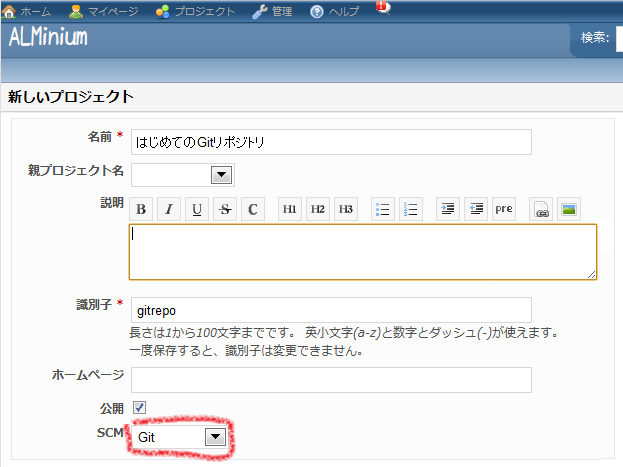 ホーム マイページ プロジェクト 管理 ヘルプ
ALMinium 検索:
新しいプロジェクト
名前 * はじめてのGitリポジトリ
親プロジェクト名
説明 B I U S C H1 H2 H3 pre
識別子 * gitrepo
長さは1から100文字までです。 英小文字(a-z)と数字とダッシュ(-)が使えます。
一度保存すると、識別子は変更できません。
ホームページ
公開
SCM Git